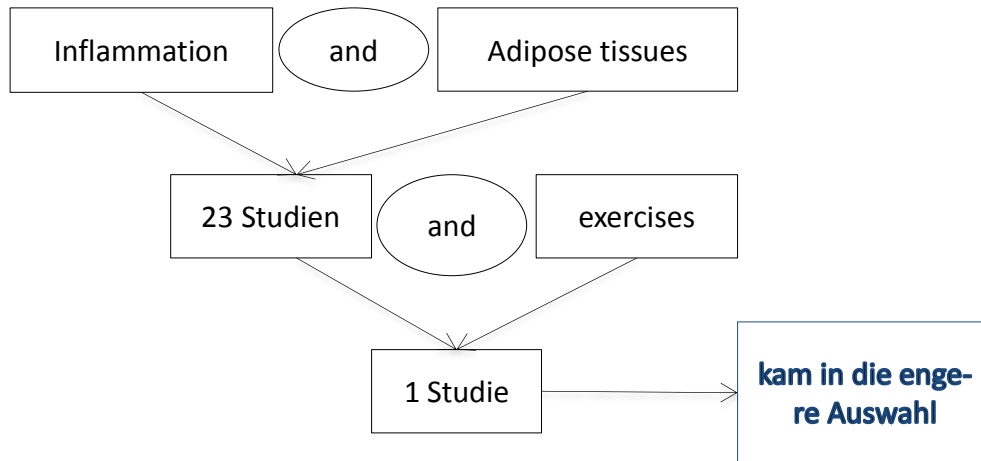 Inflammation and Adipose tissues
23 Studien and exercises
1 Studie
kam in die enge-
re Auswahl